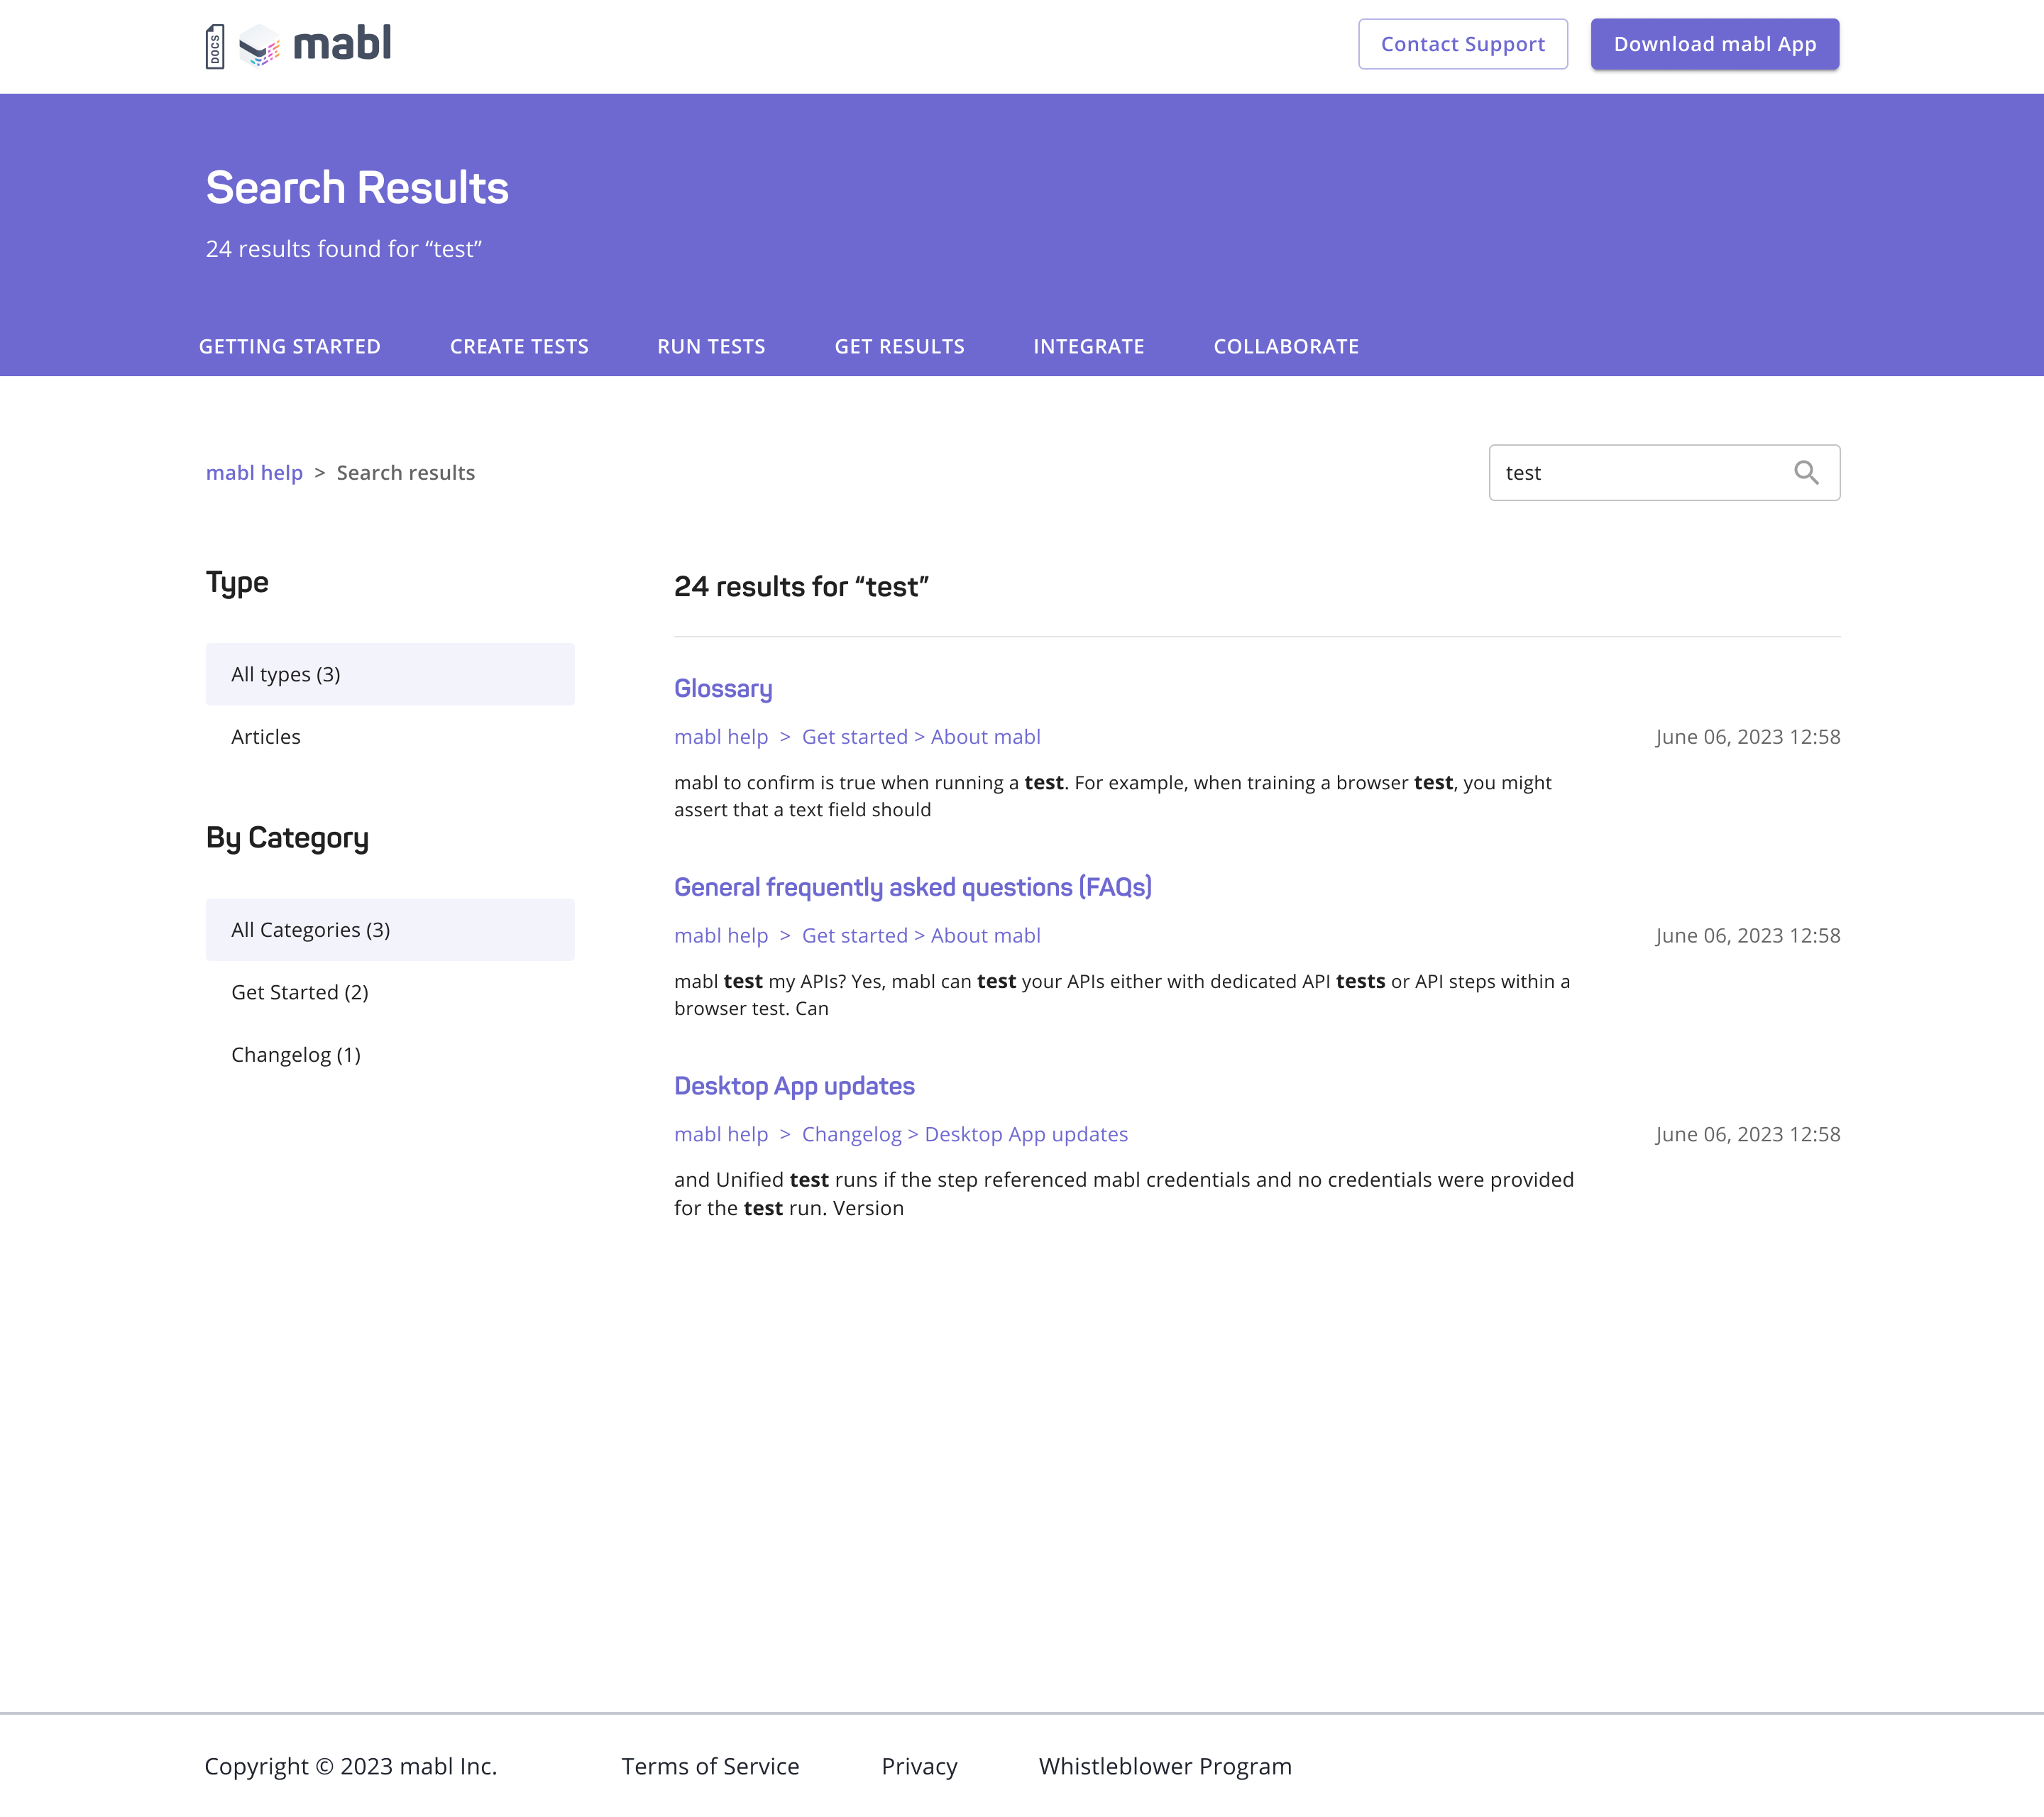 DOCS mabl
Contact Support
Download mabl App
Search Results
24 results found for “test”
GETTING STARTED
CREATE TESTS
RUN TESTS
GET RESULTS
INTEGRATE
COLLABORATE
mabl help > Search results
test
Type
All types (3)
Articles
By Category
All Categories (3)
Get Started (2)
Changelog (1)
24 results for “test”
Glossary
mabl help > Get started > About mabl
June 06, 2023 12:58
mabl to confirm is true when running a test. For example, when training a browser test, you might
assert that a text field should
General frequently asked questions (FAQs)
mabl help > Get started > About mabl
June 06, 2023 12:58
mabl test my APIs? Yes, mabl can test your APIs either with dedicated API tests or API steps within a
browser test. Can
Desktop App updates
mabl help > Changelog > Desktop App updates
June 06, 2023 12:58
and Unified test runs if the step referenced mabl credentials and no credentials were provided
for the test run. Version
Copyright © 2023 mabl Inc.
Terms of Service
Privacy
Whistleblower Program